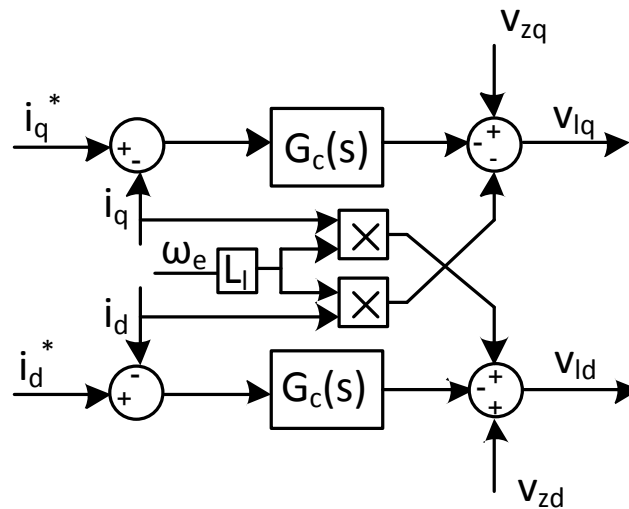 v_zq
i_q^*
+
-
G_c(s)
-
+
-
v_lq
i_q
×
ω_e
L_l
×
i_d
i_d^*
-
+
G_c(s)
-
+
+
v_ld
v_zd